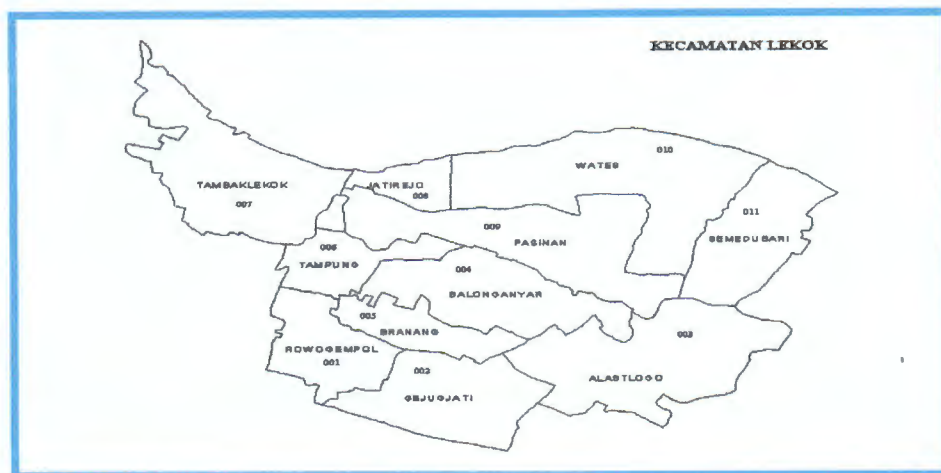 KECAMATAN LEKOK
010
WATES
TAMBAKLEKOK
007
JATIREJO
008
011
SEMEDUSARI
009
PASINAN
006
TAMPUNG
004
BALONGANYAR
005
BRANANG
003
ROWOGEMPOL
001
002
GEJUGJATI
ALASTLOGO